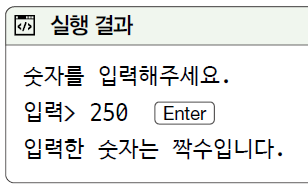 실행 결과
숫자를 입력해주세요.
입력> 250 Enter
입력한 숫자는 짝수입니다.